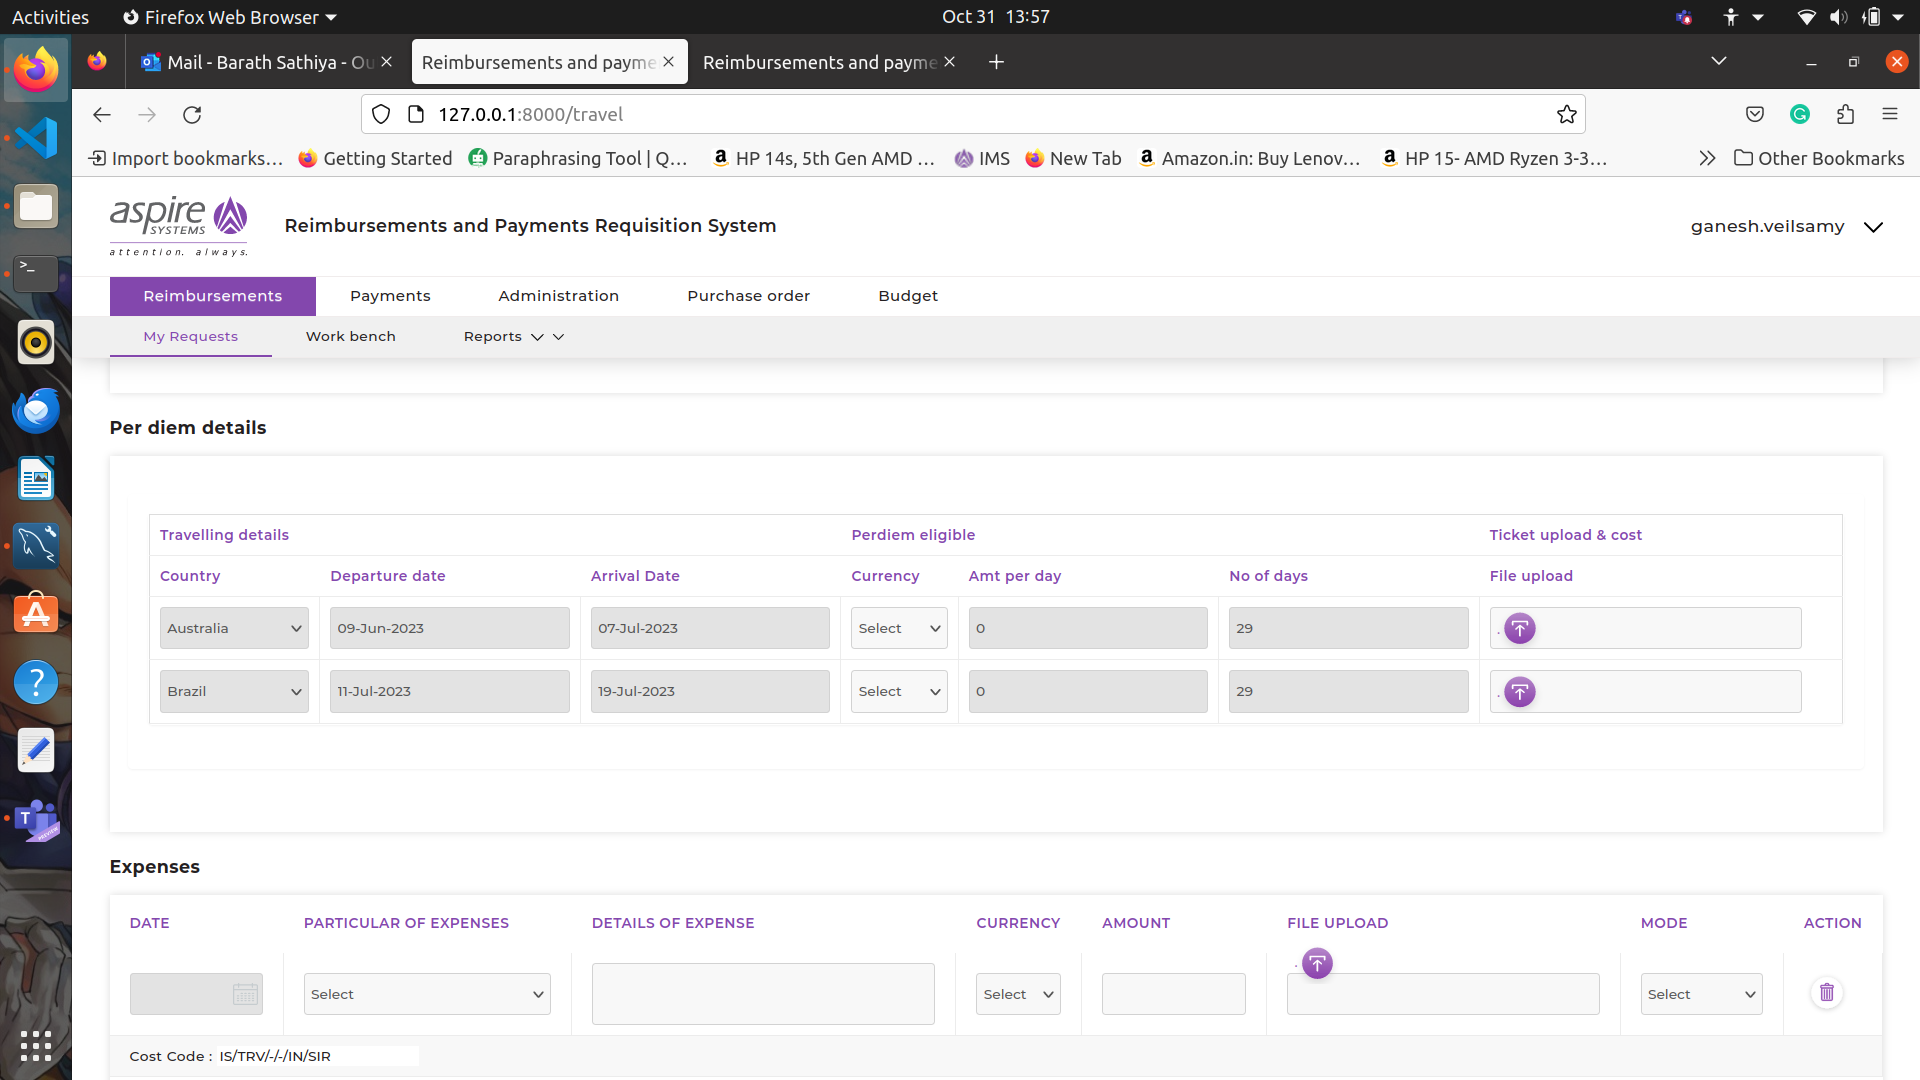 Activities
Firefox Web Browser
Oct 31 13:57
Mail - Barath Sathiya - Ou
Reimbursements and payme
Reimbursements and payme
127.0.0.1:8000/travel
Import bookmarks...
Getting Started
Paraphrasing Tool | Q...
HP 14s, 5th Gen AMD ...
IMS
New Tab
Amazon.in: Buy Lenov...
HP 15- AMD Ryzen 3-3...
Other Bookmarks
aspire
SYSTEMS
attention. always.
Reimbursements and Payments Requisition System
ganesh.veilsamy
Reimbursements
Payments
Administration
Purchase order
Budget
My Requests
Work bench
Reports
Per diem details
Travelling details
Perdiem eligible
Ticket upload & cost
Country
Departure date
Arrival Date
Currency
Amt per day
No of days
File upload
Australia
09-Jun-2023
07-Jul-2023
Select
0
29
.
Brazil
11-Jul-2023
19-Jul-2023
Select
0
29
.
Expenses
DATE
PARTICULAR OF EXPENSES
DETAILS OF EXPENSE
CURRENCY
AMOUNT
FILE UPLOAD
MODE
ACTION
Select
Select
.
Select
Cost Code : IS/TRV/-/-/IN/SIR